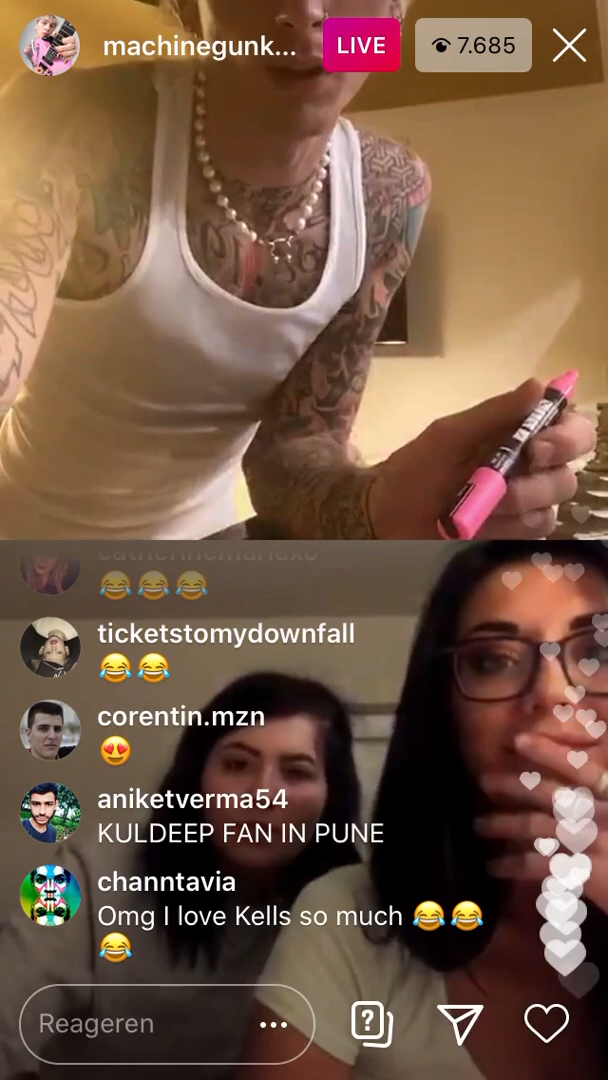 machinegunk...
LIVE
7.685
catherinemariaxo
😂😂😂
ticketstomydownfall
😂😂
corentin.mzn
😍
aniketverma54
KULDEEP FAN IN PUNE
channtavia
Omg I love Kells so much 😂😂
😂
Reageren